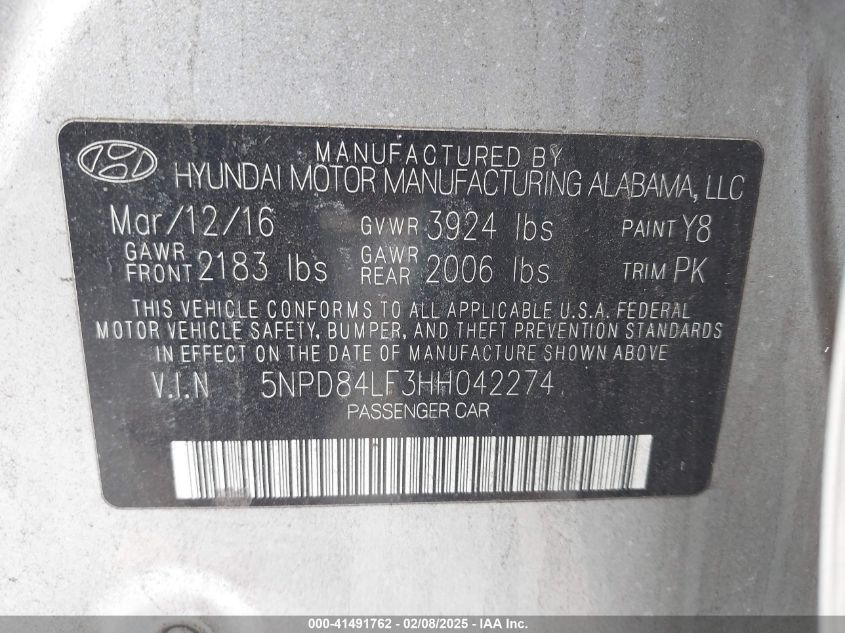 MANUFACTURED BY
HYUNDAI MOTOR MANUFACTURING ALABAMA, LLC
Mar/12/16 GVWR 3924 lbs PAINT Y8
GAWR FRONT 2183 lbs GAWR REAR 2006 lbs TRIM PK
THIS VEHICLE CONFORMS TO ALL APPLICABLE U.S.A. FEDERAL
MOTOR VEHICLE SAFETY, BUMPER, AND THEFT PREVENTION STANDARDS
IN EFFECT ON THE DATE OF MANUFACTURE SHOWN ABOVE.
V.I.N 5NPD84LF3HH042274
PASSENGER CAR
000-41491762 / 02/08/2025 - COPYRIGHT IAA, LLC.